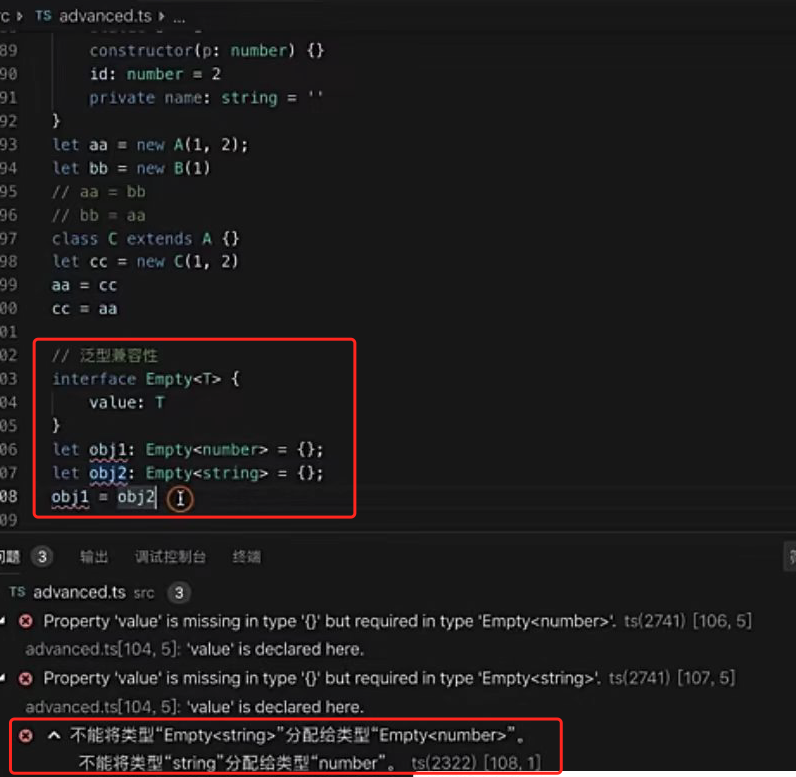 rc TS advanced.ts ...
89 constructor(p: number) {}
90 id: number = 2
91 private name: string = ''
92 }
93 let aa = new A(1, 2);
94 let bb = new B(1)
95 // aa = bb
96 // bb = aa
97 class C extends A {}
98 let cc = new C(1, 2)
99 aa = cc
00 cc = aa
01
02 // 泛型兼容性
03 interface Empty<T> {
04 value: T
05 }
06 let obj1: Empty<number> = {};
07 let obj2: Empty<string> = {};
08 obj1 = obj2
09
问题 3 输出 调试控制台 终端
TS advanced.ts src 3
Property 'value' is missing in type '{}' but required in type 'Empty<number>'. ts(2741) [106, 5]
advanced.ts[104, 5]: 'value' is declared here.
Property 'value' is missing in type '{}' but required in type 'Empty<string>'. ts(2741) [107, 5]
advanced.ts[104, 5]: 'value' is declared here.
不能将类型“Empty<string>”分配给类型“Empty<number>”。
不能将类型“string”分配给类型“number”。 ts(2322) [108, 1]